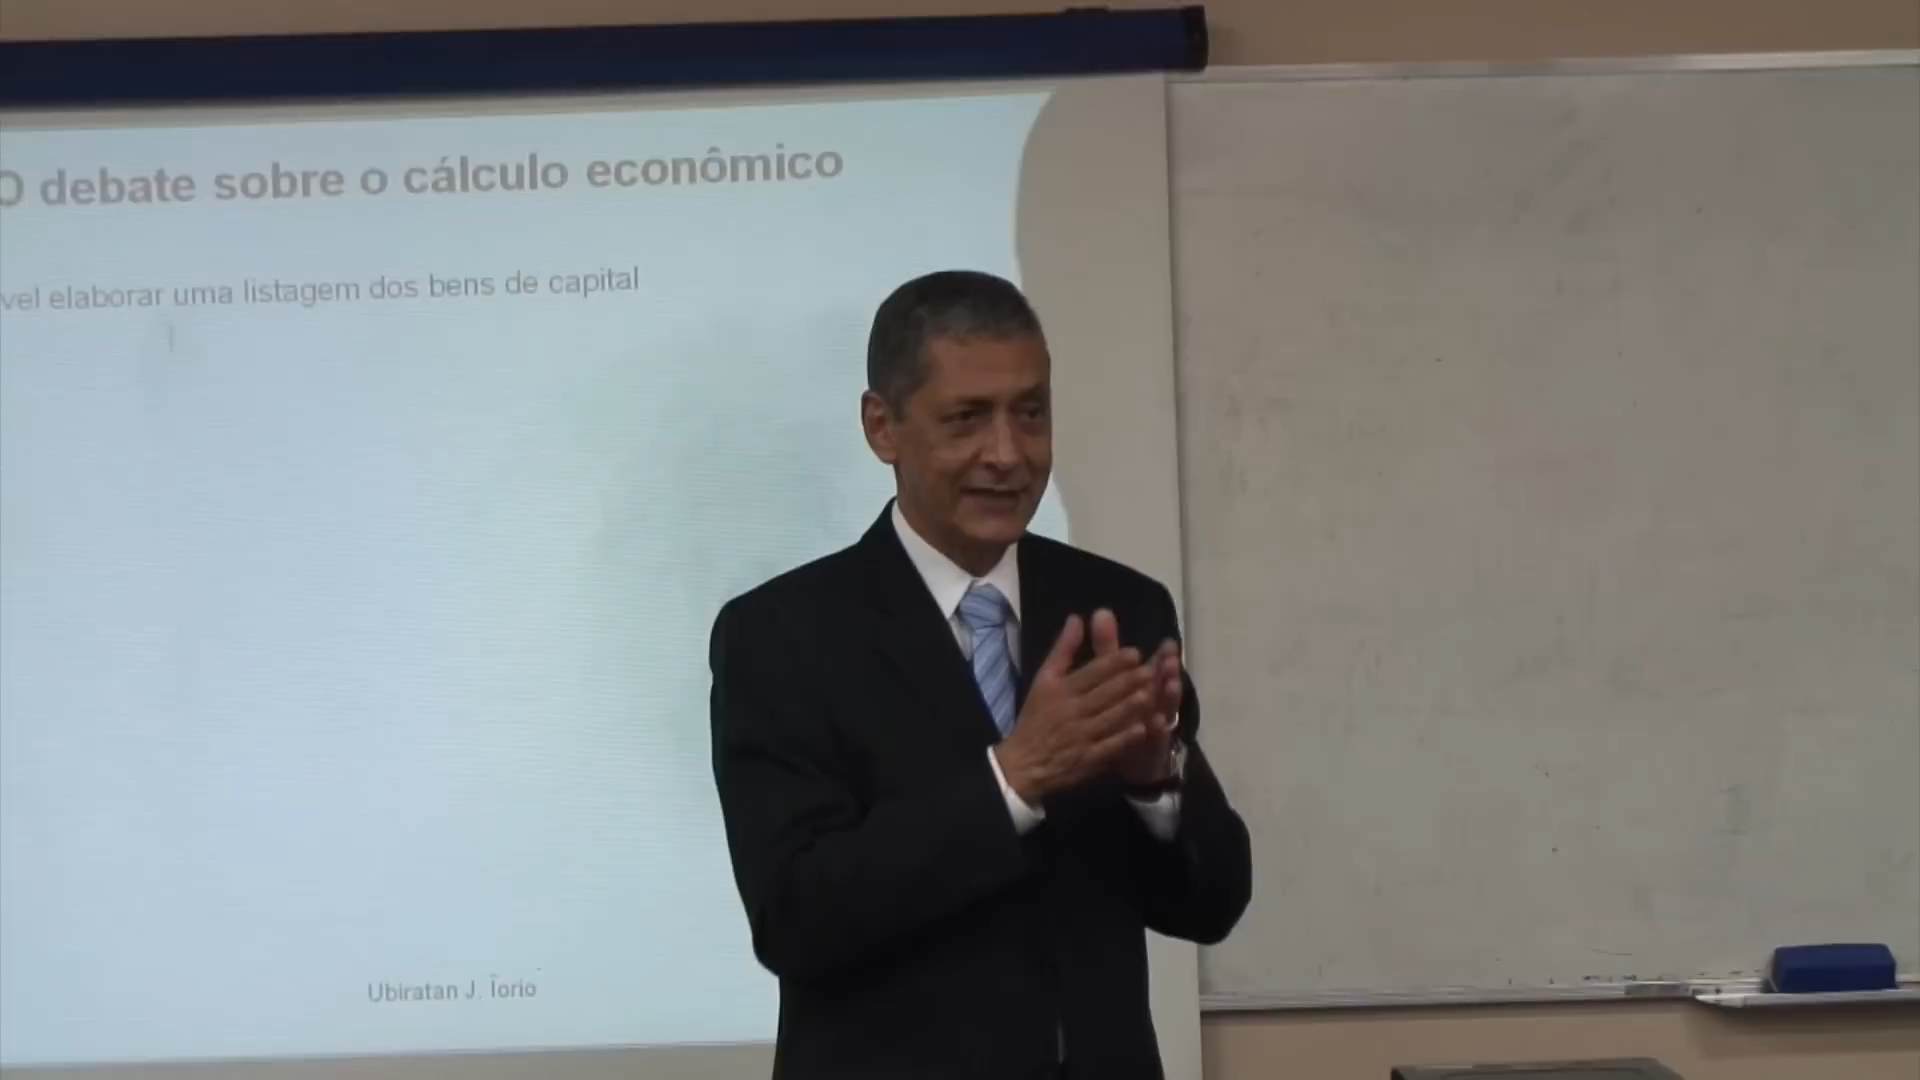 O debate sobre o cálculo econômico
vel elaborar uma listagem dos bens de capital
Ubiratan J. Iorio